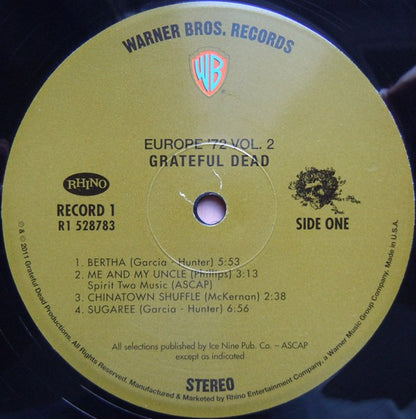 WARNER BROS. RECORDS
WB
EUROPE '72 VOL. 2
GRATEFUL DEAD
RHINO
RECORD 1
R1 528783
SIDE ONE
1. BERTHA (Garcia - Hunter) 5:53
2. ME AND MY UNCLE (Phillips) 3:13
Spirit Two Music (ASCAP)
3. CHINATOWN SHUFFLE (McKernan) 2:38
4. SUGAREE (Garcia - Hunter) 6:56
All selections published by Ice Nine Pub. Co. – ASCAP
except as indicated
STEREO
℗ & © 2011 Grateful Dead Productions. All Rights Reserved. Manufactured & Marketed by Rhino Entertainment Company, a Warner Music Group Company. Made in U.S.A.